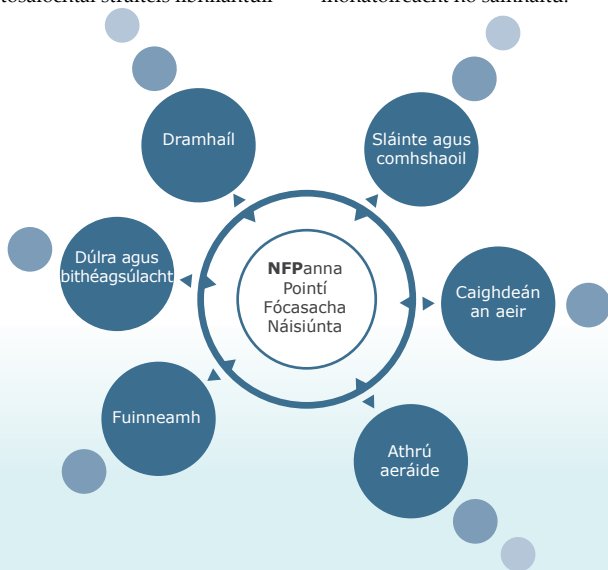 Dramhaíl
Sláinte agus
comhshaoil
Dúlra agus
bithéagsúlacht
NFPanna
Pointí
Fócasacha
Náisiúnta
Caighdeán
an aeir
Fuinneamh
Athrú
aeráide